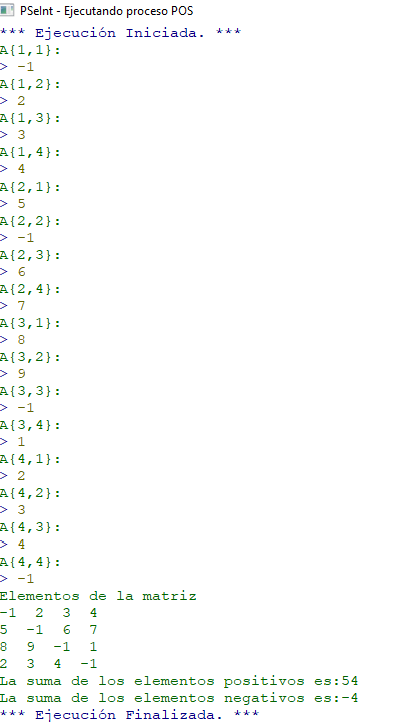 PSeInt - Ejecutando proceso POS
*** Ejecución Iniciada. ***
A{1,1}:
> -1
A{1,2}:
> 2
A{1,3}:
> 3
A{1,4}:
> 4
A{2,1}:
> 5
A{2,2}:
> -1
A{2,3}:
> 6
A{2,4}:
> 7
A{3,1}:
> 8
A{3,2}:
> 9
A{3,3}:
> -1
A{3,4}:
> 1
A{4,1}:
> 2
A{4,2}:
> 3
A{4,3}:
> 4
A{4,4}:
> -1
Elementos de la matriz
-1  2  3  4
5  -1  6  7
8  9  -1  1
2  3  4  -1
La suma de los elementos positivos es:54
La suma de los elementos negativos es:-4
*** Ejecución Finalizada. ***